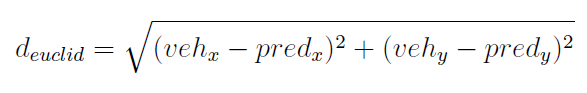 d_{euclid} = \sqrt{(veh_x - pred_x)^2 + (veh_y - pred_y)^2}